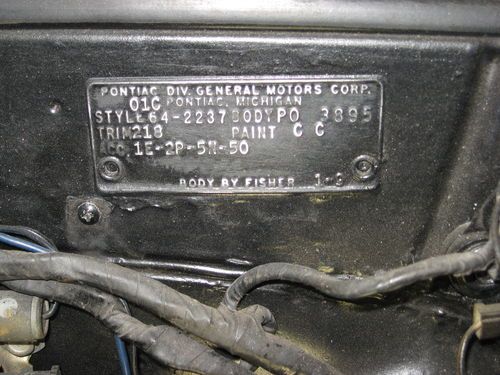 PONTIAC DIV. GENERAL MOTORS CORP.
01C PONTIAC, MICHIGAN
STYLE 64-2237 BODY PO 3895
TRIM 218 PAINT C C
ACC. 1E-2P-5N-50
BODY BY FISHER